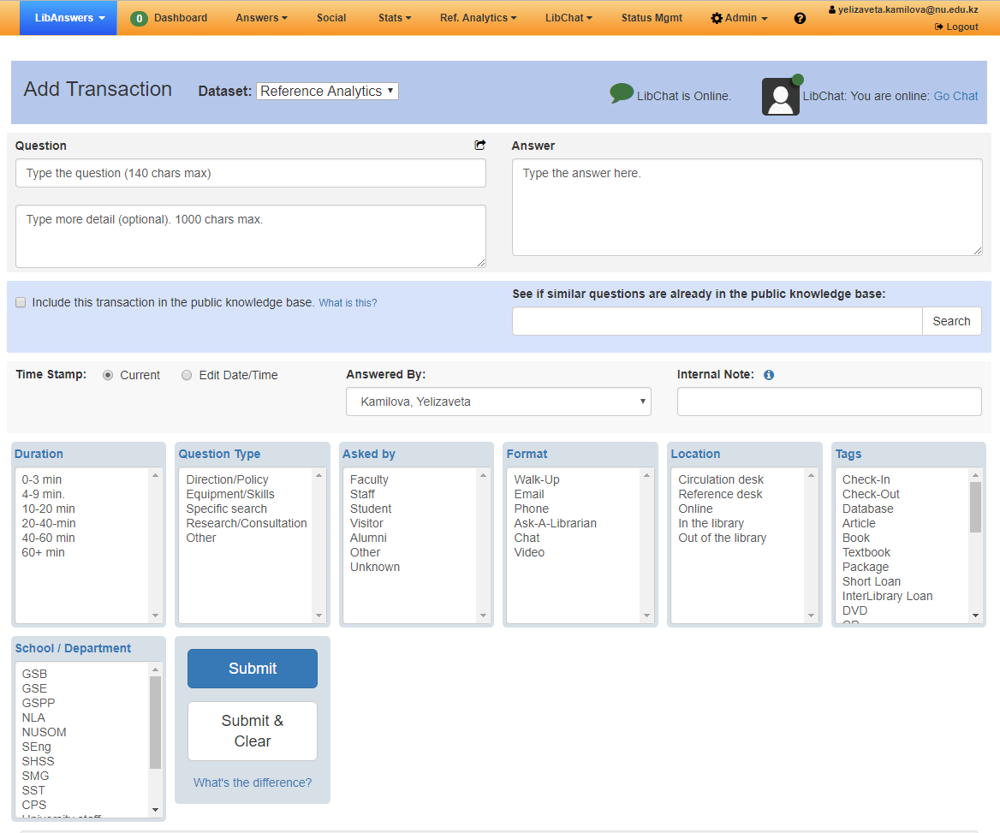 LibAnswers
0 Dashboard
Answers
Social
Stats
Ref. Analytics
LibChat
Status Mgmt
Admin
?
yelizaveta.kamilova@nu.edu.kz
Logout
Add Transaction
Dataset: Reference Analytics
LibChat is Online.
LibChat: You are online: Go Chat
Question
Type the question (140 chars max)
Type more detail (optional). 1000 chars max.
Answer
Type the answer here.
Include this transaction in the public knowledge base. What is this?
See if similar questions are already in the public knowledge base:
Search
Time Stamp: Current Edit Date/Time
Answered By:
Kamilova, Yelizaveta
Internal Note:
Duration
0-3 min
4-9 min.
10-20 min
20-40-min
40-60 min
60+ min
Question Type
Direction/Policy
Equipment/Skills
Specific search
Research/Consultation
Other
Asked by
Faculty
Staff
Student
Visitor
Alumni
Other
Unknown
Format
Walk-Up
Email
Phone
Ask-A-Librarian
Chat
Video
Location
Circulation desk
Reference desk
Online
In the library
Out of the library
Tags
Check-In
Check-Out
Database
Article
Book
Textbook
Package
Short Loan
InterLibrary Loan
DVD
School / Department
GSB
GSE
GSPP
NLA
NUSOM
SEng
SHSS
SMG
SST
CPS
University staff
Submit
Submit &
Clear
What's the difference?